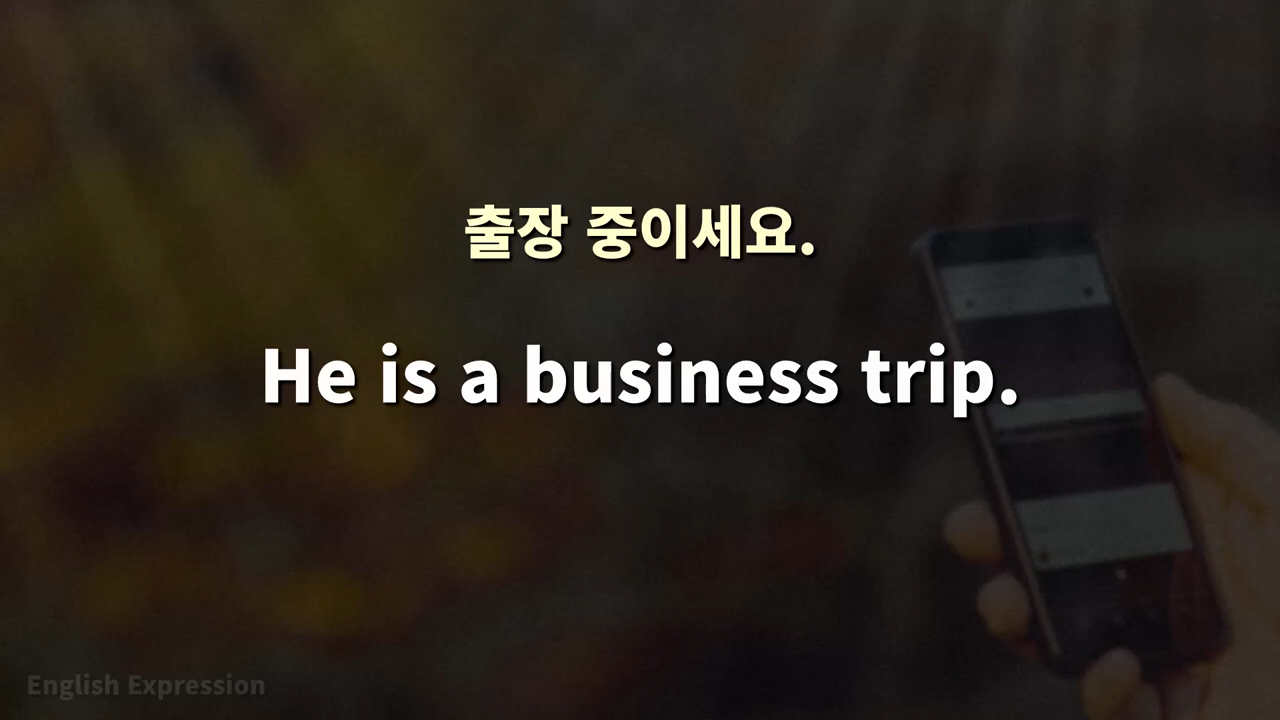 출장 중이세요.
He is a business trip.
English Expression